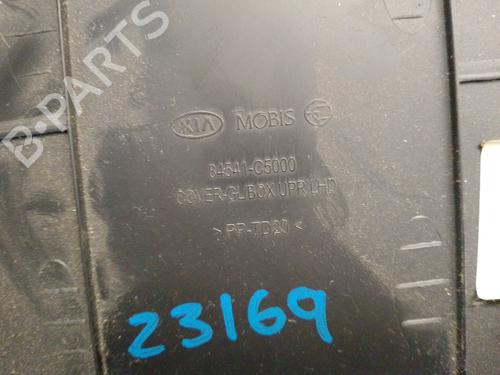 B-PARTS
KIA MOBIS
84541-C5000
COVER-GL/BOX UPR LHD
>PP-TD20<
23169